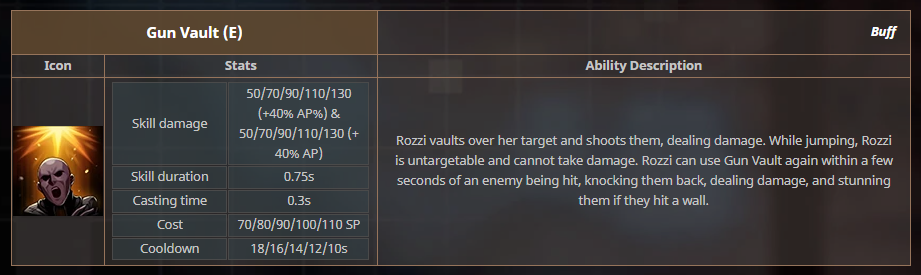 Gun Vault (E)
Buff
Icon
Stats
Ability Description
Skill damage
50/70/90/110/130
(+40% AP%) &
50/70/90/110/130 (+
40% AP)
Skill duration
0.75s
Casting time
0.3s
Cost
70/80/90/100/110 SP
Cooldown
18/16/14/12/10s
Rozzi vaults over her target and shoots them, dealing damage. While jumping, Rozzi
is untargetable and cannot take damage. Rozzi can use Gun Vault again within a few
seconds of an enemy being hit, knocking them back, dealing damage, and stunning
them if they hit a wall.